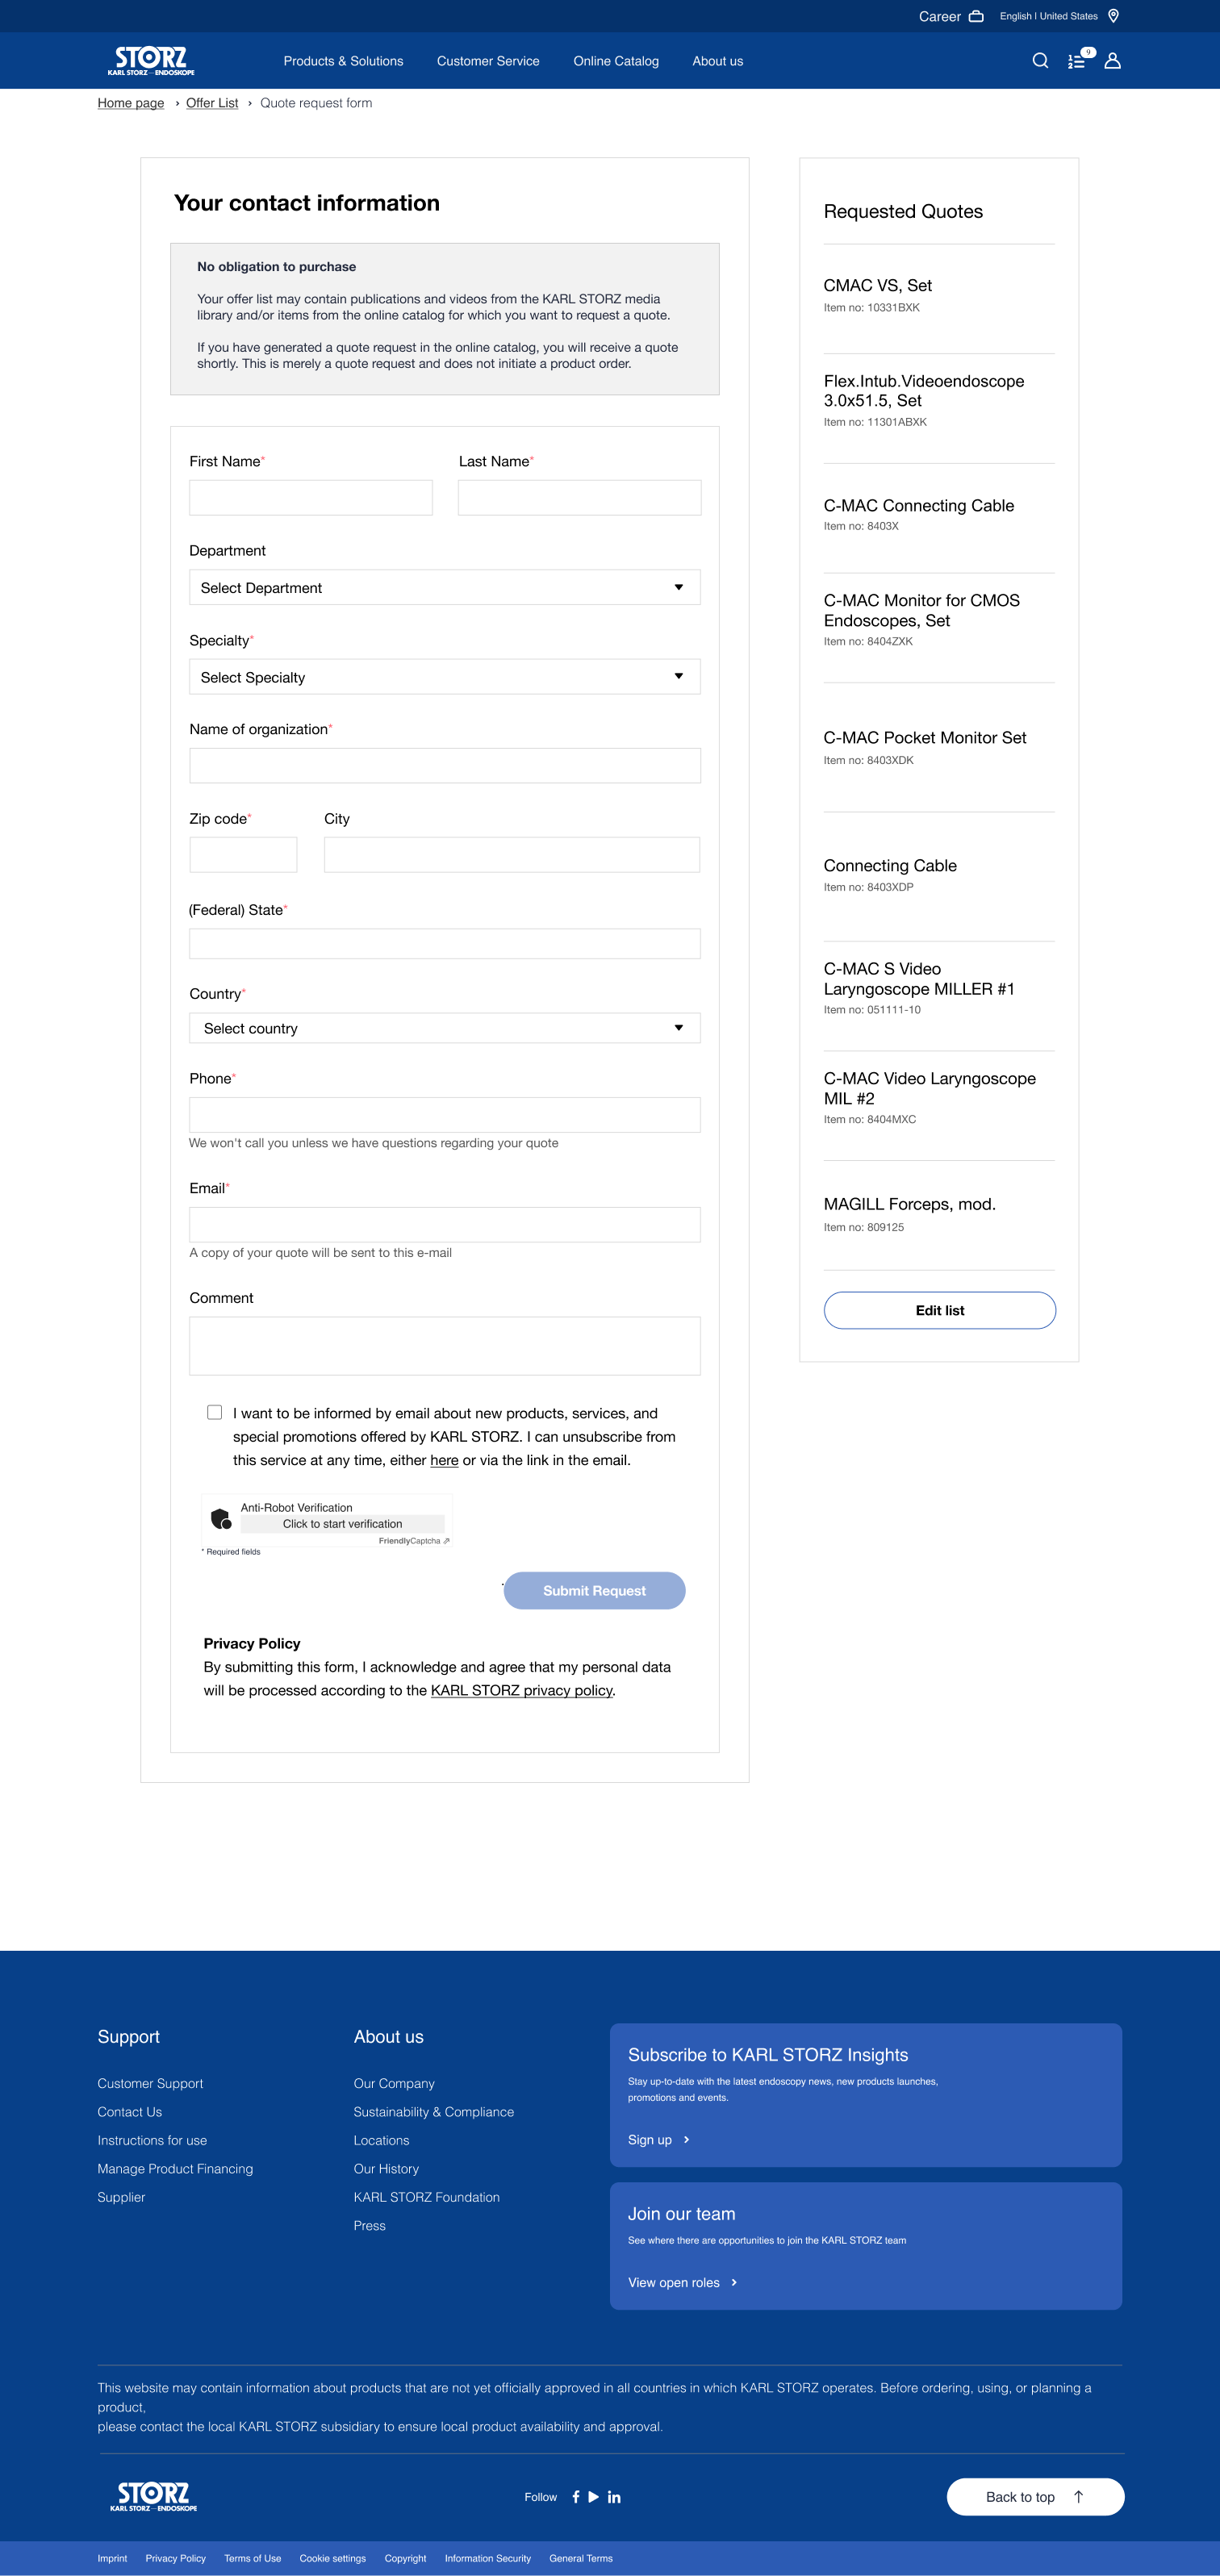 Career
English | United States
STORZ
KARL STORZ — ENDOSKOPE
Products & Solutions
Customer Service
Online Catalog
About us
9
Home page › Offer List › Quote request form
Your contact information
No obligation to purchase
Your offer list may contain publications and videos from the KARL STORZ media
library and/or items from the online catalog for which you want to request a quote.
If you have generated a quote request in the online catalog, you will receive a quote
shortly. This is merely a quote request and does not initiate a product order.
First Name*
Last Name*
Department
Select Department
Specialty*
Select Specialty
Name of organization*
Zip code*
City
(Federal) State*
Country*
Select country
Phone*
We won't call you unless we have questions regarding your quote
Email*
A copy of your quote will be sent to this e-mail
Comment
I want to be informed by email about new products, services, and
special promotions offered by KARL STORZ. I can unsubscribe from
this service at any time, either here or via the link in the email.
Anti-Robot Verification
Click to start verification
FriendlyCaptcha ⇗
* Required fields
Submit Request
Privacy Policy
By submitting this form, I acknowledge and agree that my personal data
will be processed according to the KARL STORZ privacy policy.
Requested Quotes
CMAC VS, Set
Item no: 10331BXK
Flex.Intub.Videoendoscope
3.0x51.5, Set
Item no: 11301ABXK
C-MAC Connecting Cable
Item no: 8403X
C-MAC Monitor for CMOS
Endoscopes, Set
Item no: 8404ZXK
C-MAC Pocket Monitor Set
Item no: 8403XDK
Connecting Cable
Item no: 8403XDP
C-MAC S Video
Laryngoscope MILLER #1
Item no: 051111-10
C-MAC Video Laryngoscope
MIL #2
Item no: 8404MXC
MAGILL Forceps, mod.
Item no: 809125
Edit list
Support
Customer Support
Contact Us
Instructions for use
Manage Product Financing
Supplier
About us
Our Company
Sustainability & Compliance
Locations
Our History
KARL STORZ Foundation
Press
Subscribe to KARL STORZ Insights
Stay up-to-date with the latest endoscopy news, new products launches,
promotions and events.
Sign up
Join our team
See where there are opportunities to join the KARL STORZ team
View open roles
This website may contain information about products that are not yet officially approved in all countries in which KARL STORZ operates. Before ordering, using, or planning a
product,
please contact the local KARL STORZ subsidiary to ensure local product availability and approval.
STORZ
KARL STORZ — ENDOSKOPE
Follow
Back to top
Imprint
Privacy Policy
Terms of Use
Cookie settings
Copyright
Information Security
General Terms